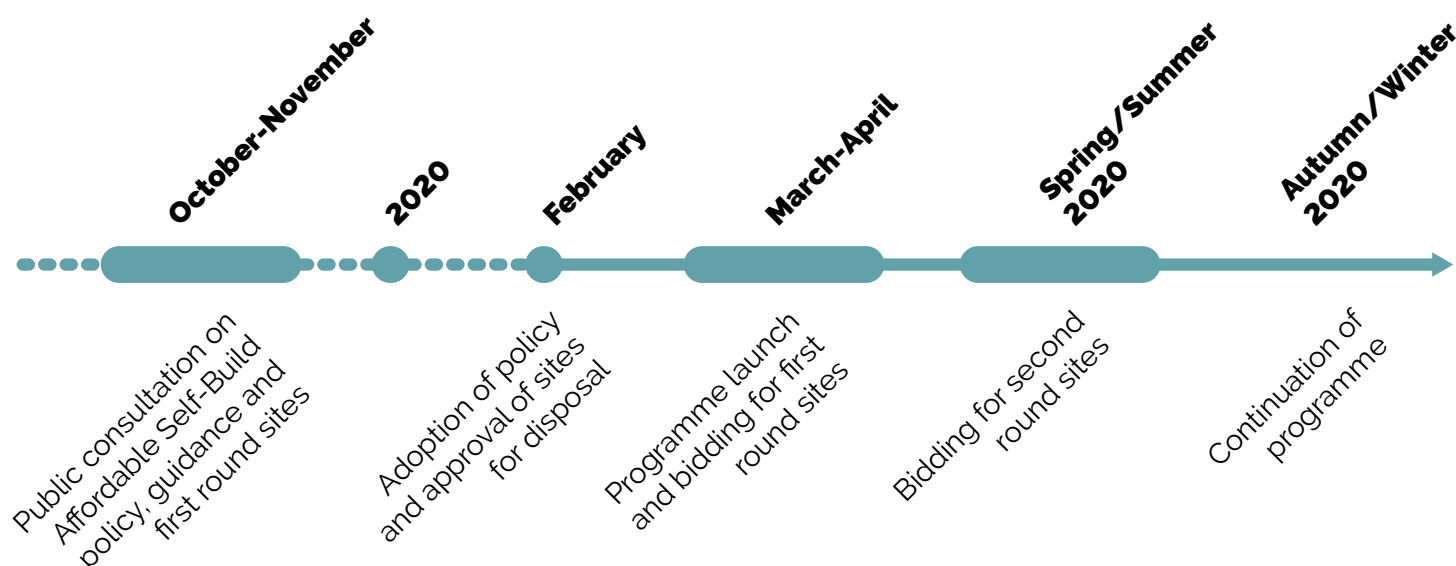 October-November
2020
February
March-April
Spring/Summer
2020
Autumn/Winter
2020
Public consultation on
Affordable Self-Build
policy, guidance and
first round sites
Adoption of policy
and approval of sites
for disposal
Programme launch
and bidding for first
round sites
Bidding for second
round sites
Continuation of
programme